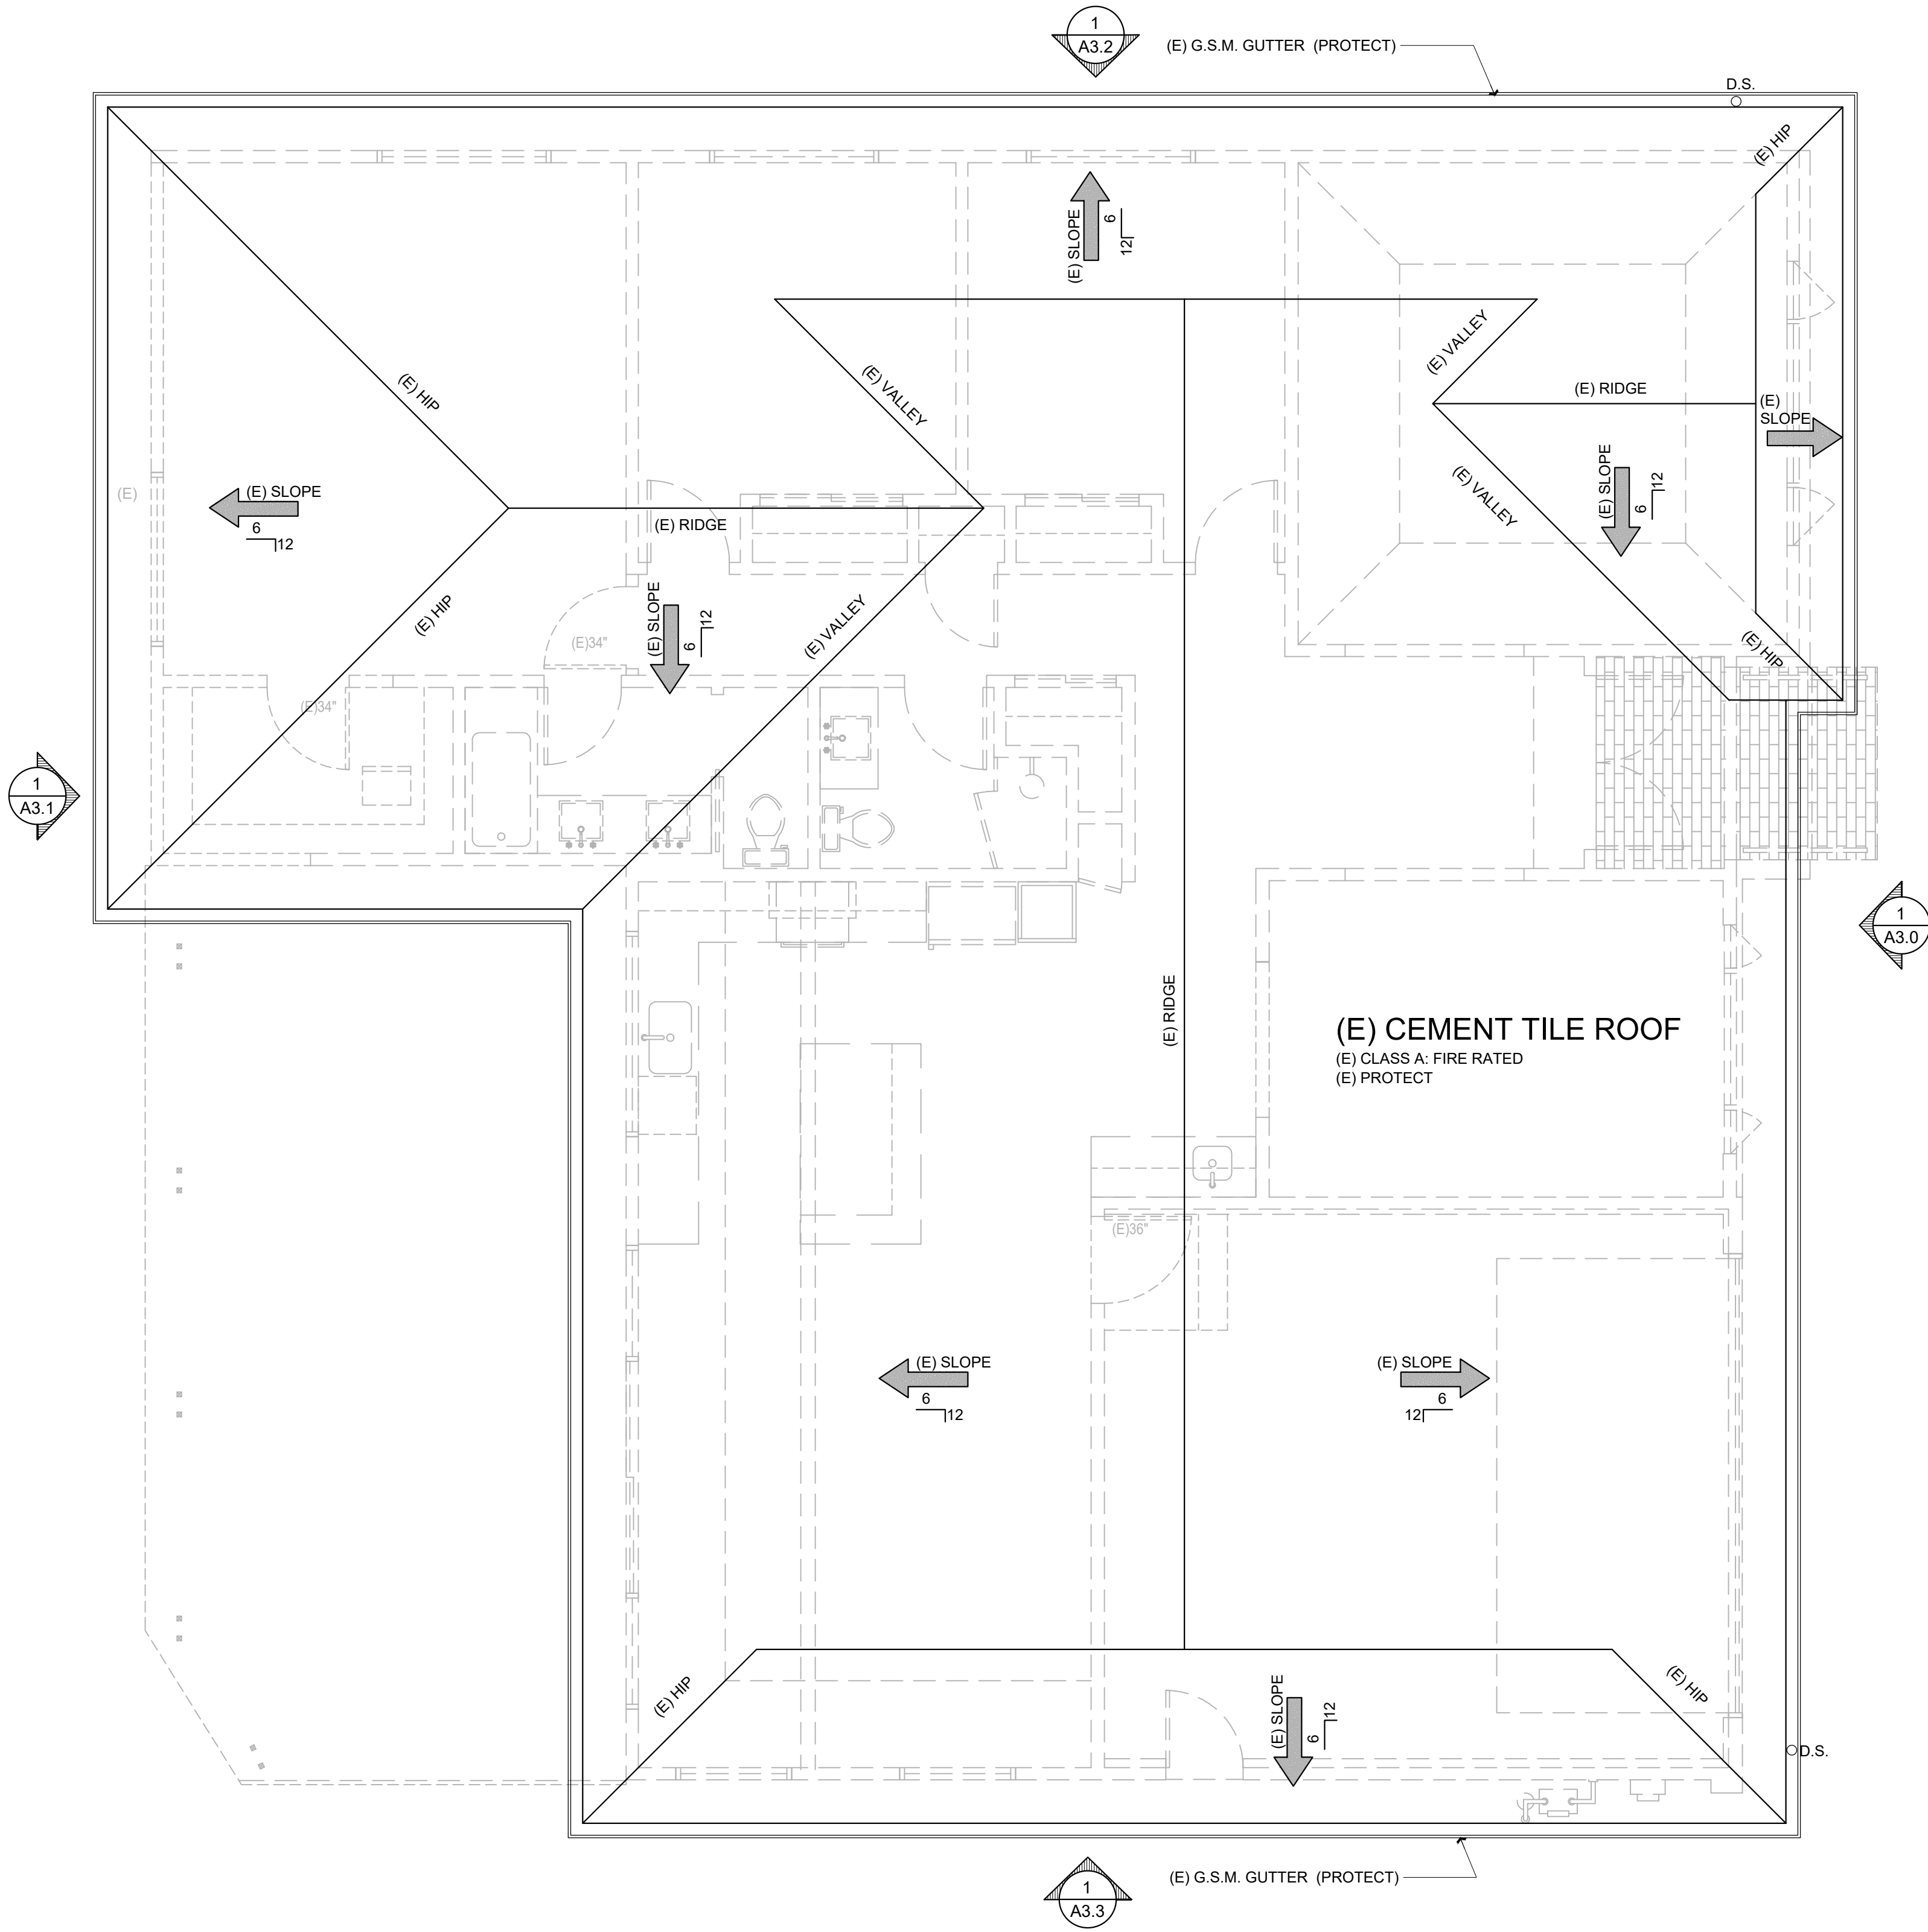 1
A3.2
(E) G.S.M. GUTTER (PROTECT)
D.S.
(E) HIP
(E) SLOPE
6
12
(E) VALLEY
(E) RIDGE
(E)
SLOPE
(E) HIP
(E) VALLEY
(E) VALLEY
(E) SLOPE
6
12
(E)
(E) SLOPE
6
12
(E) RIDGE
(E) HIP
(E) SLOPE
6
12
(E) VALLEY
(E)34"
(E)34"
(E) HIP
1
A3.1
1
A3.0
(E) RIDGE
(E) CEMENT TILE ROOF
(E) CLASS A: FIRE RATED
(E) PROTECT
(E)36"
(E) SLOPE
6
12
(E) SLOPE
6
12
(E) HIP
(E) SLOPE
6
12
(E) HIP
D.S.
(E) G.S.M. GUTTER (PROTECT)
1
A3.3